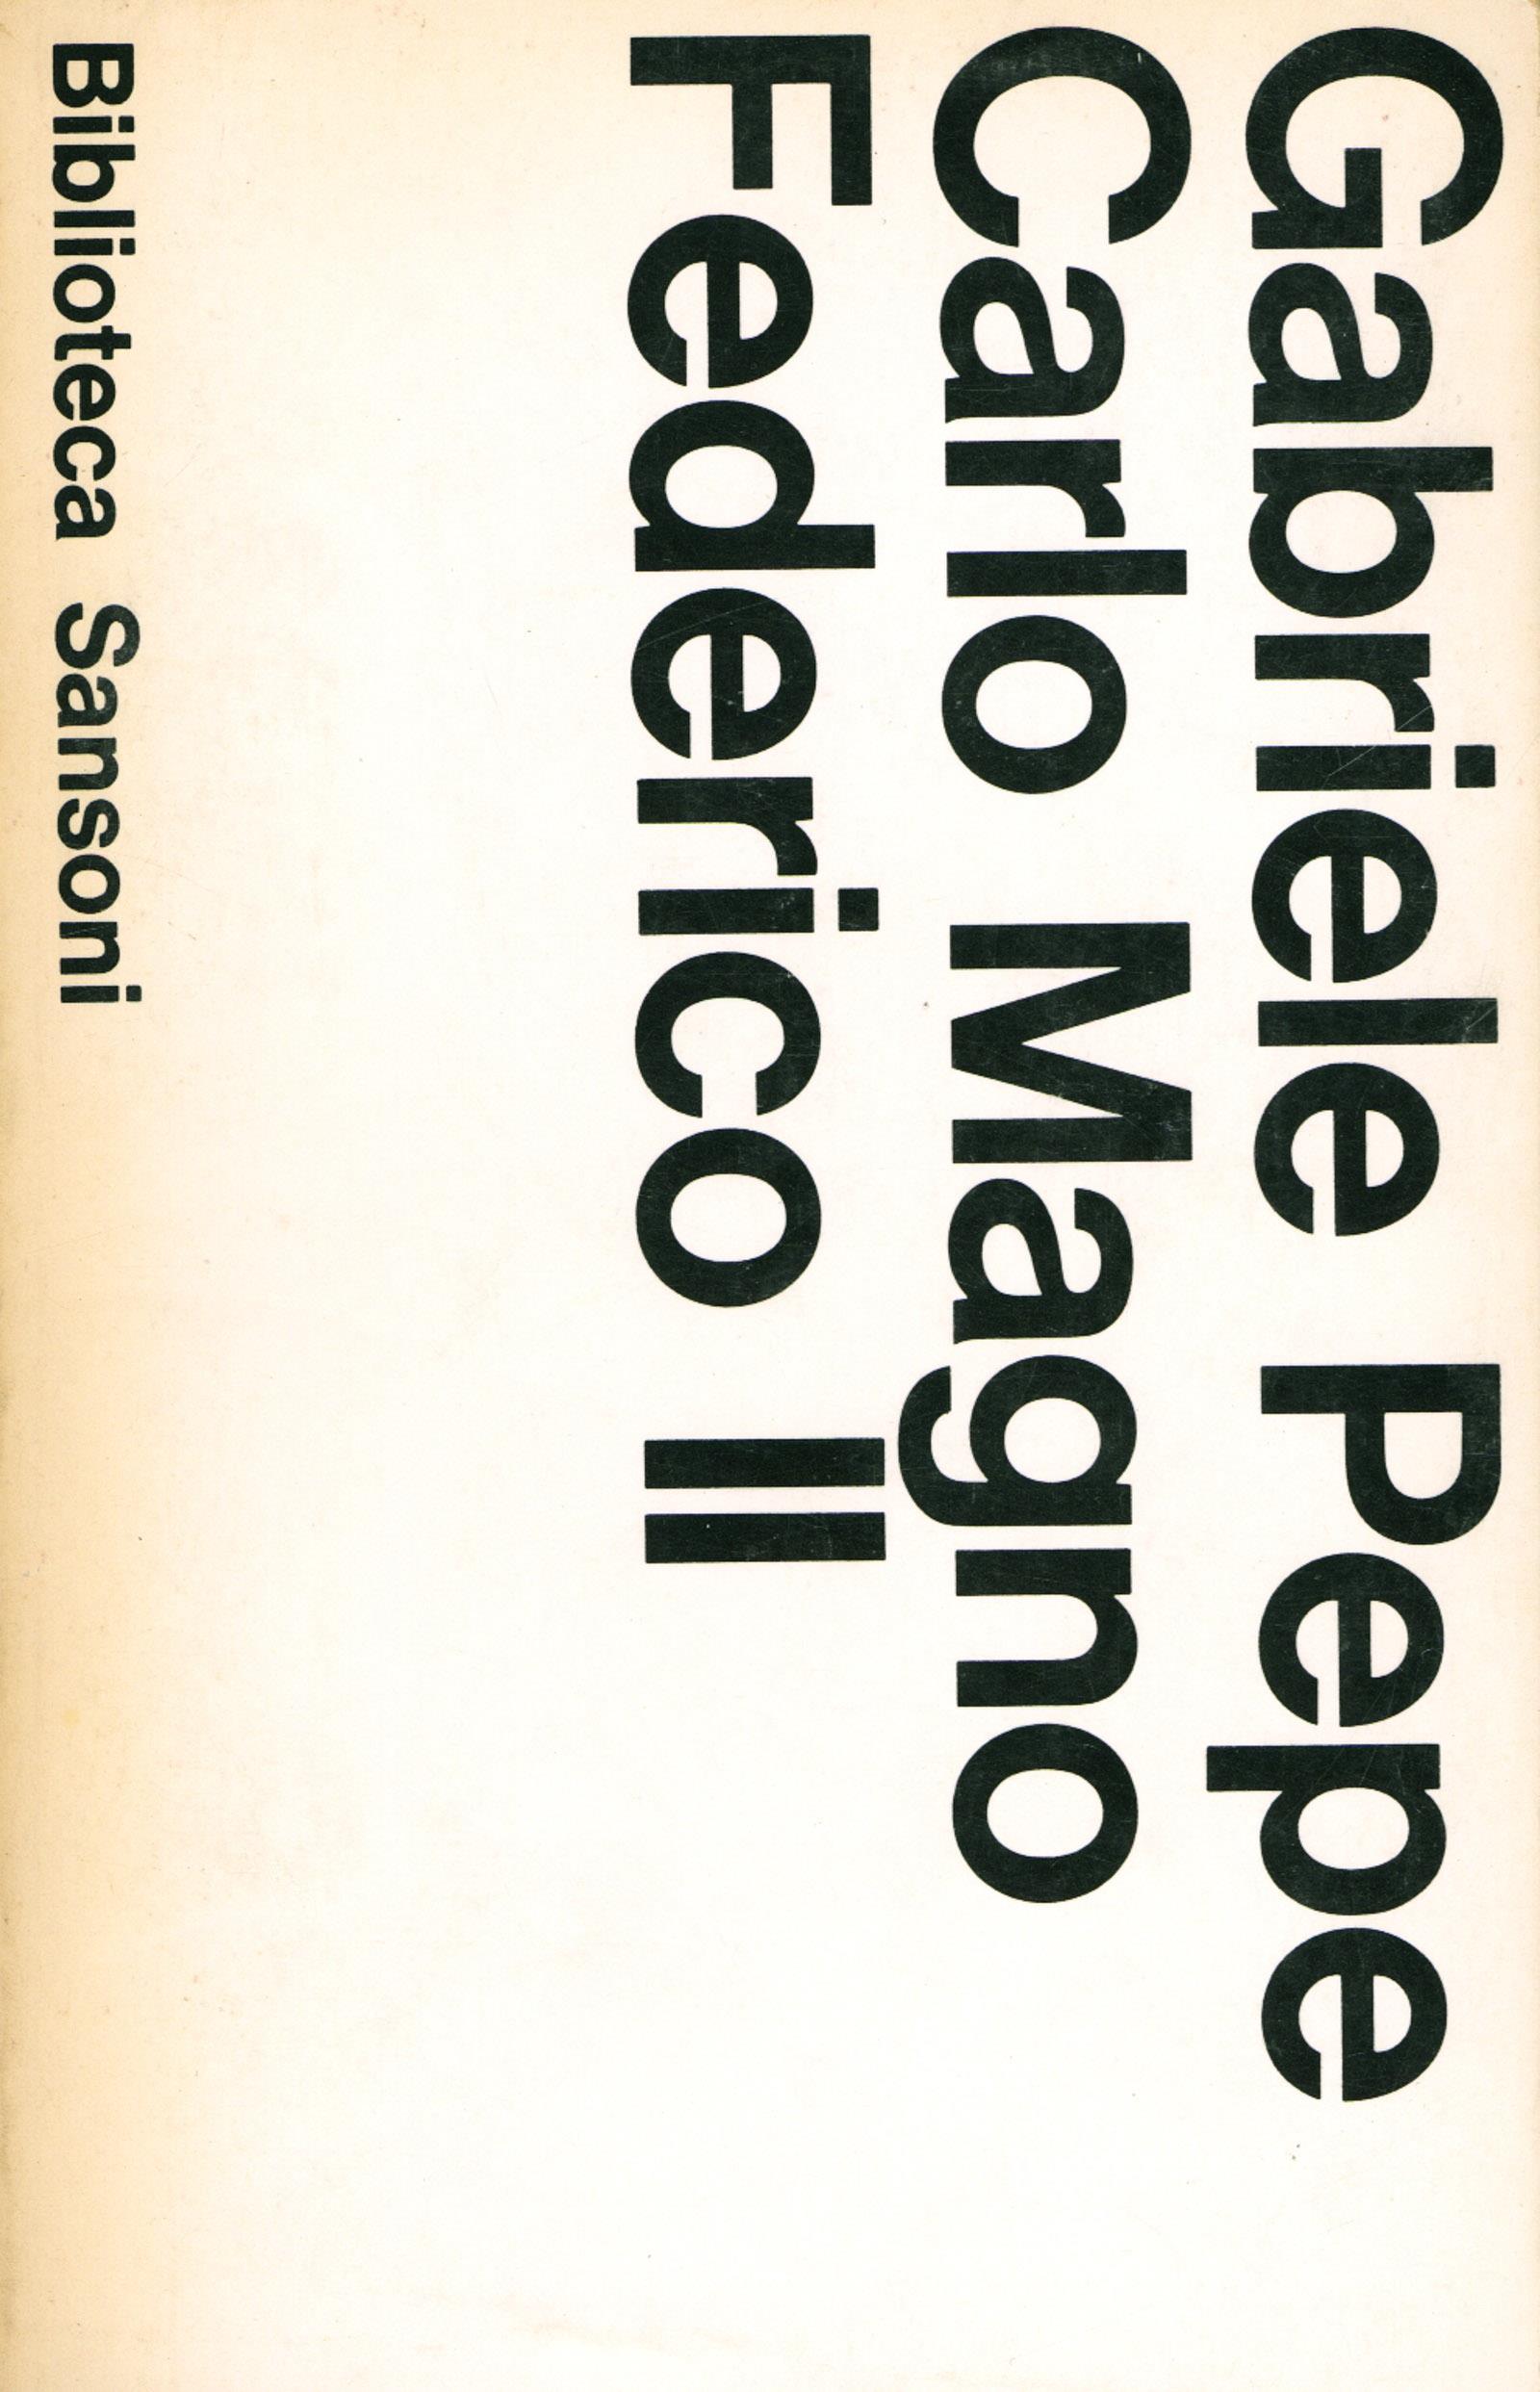 Gabriele Pepe
Carlo Magno
Federico II
Biblioteca Sansoni